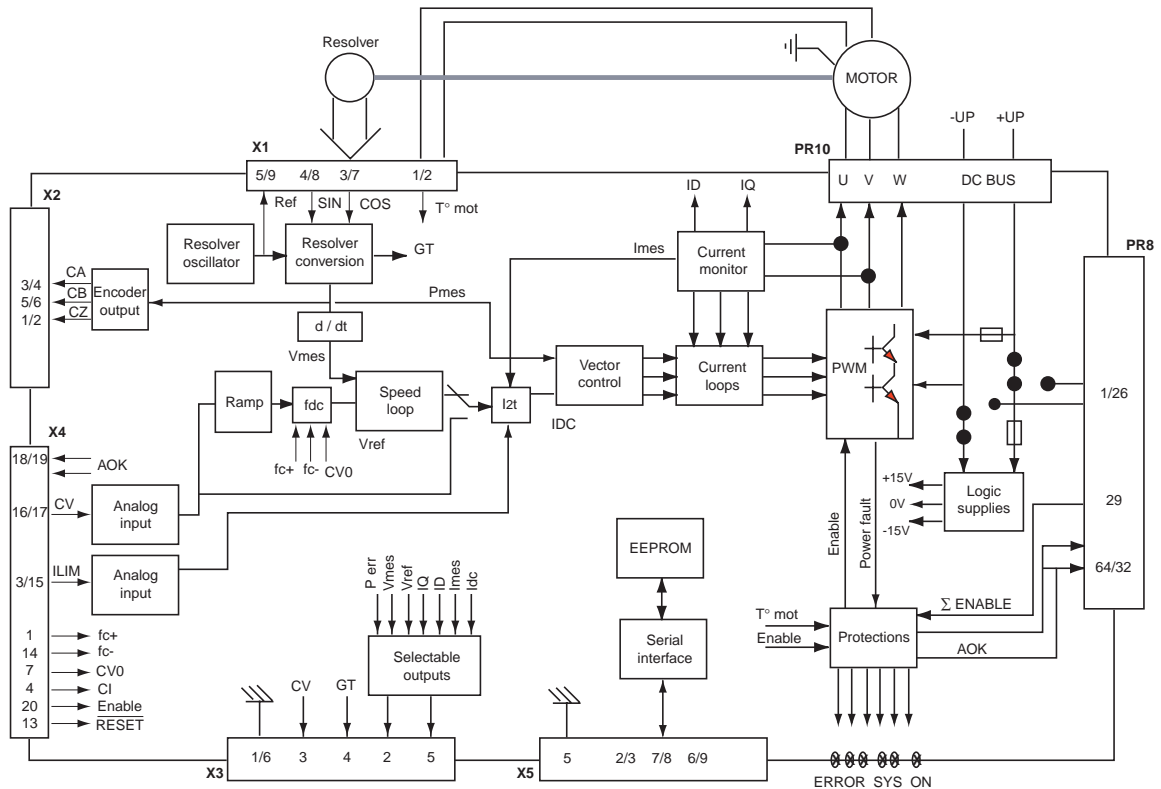 Resolver
MOTOR
-UP +UP
X1
PR10
5/9 4/8 3/7 1/2
U V W DC BUS
X2
Ref SIN COS T° mot
ID IQ
PR8
Resolver
oscillator
Resolver
conversion
GT
Imes
Current
monitor
3/4
5/6
1/2
CA
CB
CZ
Encoder
output
Pmes
d / dt
Vmes
Vector
control
Current
loops
PWM
Ramp
fdc
Speed
loop
I2t
IDC
1/26
X4
Vref
fc+ fc- CV0
18/19
AOK
16/17
CV
Analog
input
+15V
0V
-15V
Logic
supplies
29
Enable
Power fault
EEPROM
3/15
ILIM
Analog
input
P err
Vmes
Vref
IQ
ID
Imes
Idc
64/32
Σ ENABLE
T° mot
Enable
Protections
AOK
Serial
interface
Selectable
outputs
1 fc+
14 fc-
7 CV0
4 CI
20 Enable
13 RESET
CV GT
X3
1/6 3 4 2 5
X5
5 2/3 7/8 6/9
ERROR SYS ON